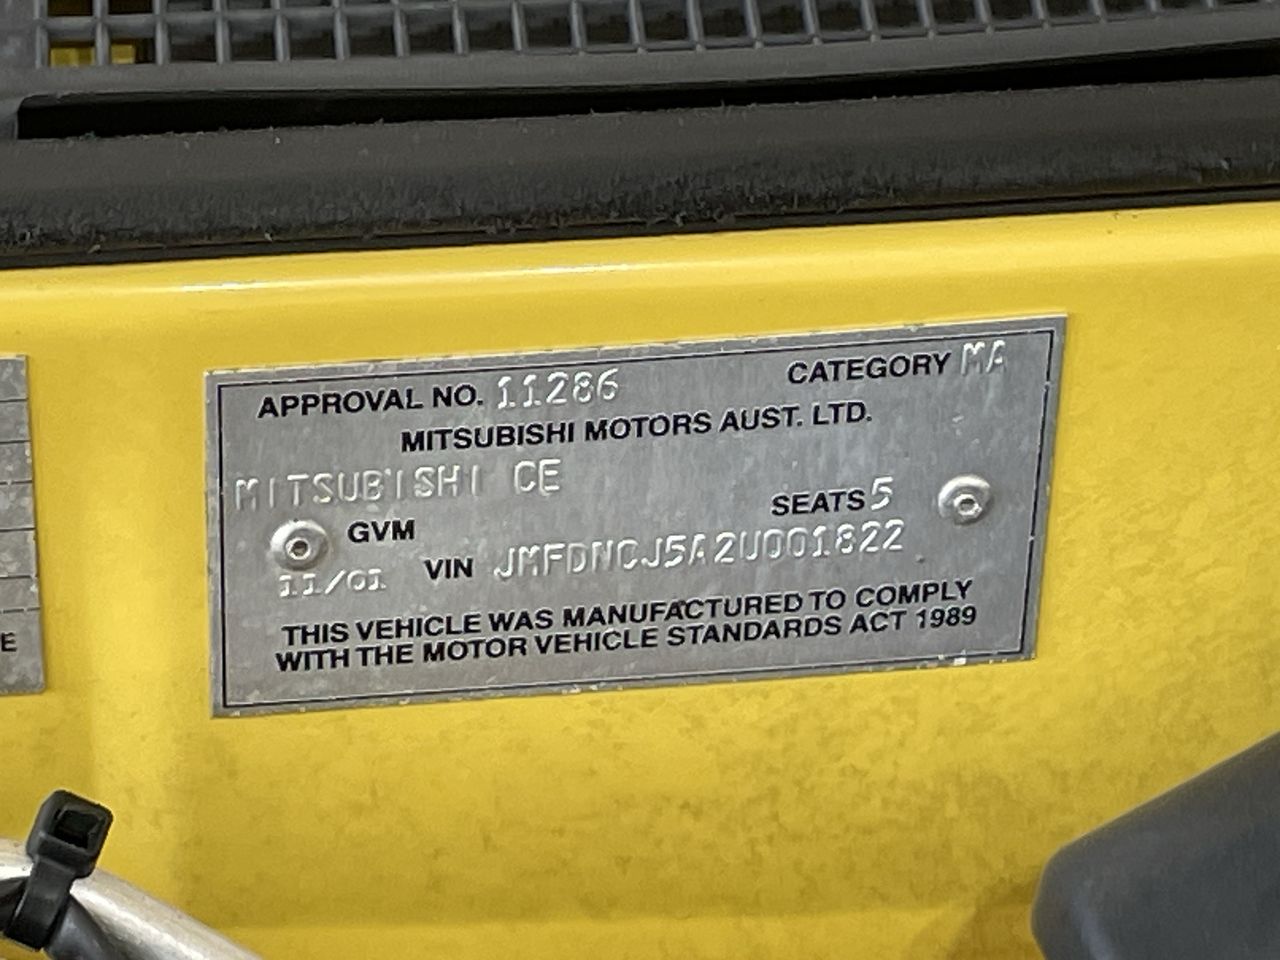 APPROVAL NO. 11286 CATEGORY MA
MITSUBISHI MOTORS AUST. LTD.
MITSUBISHI CE
SEATS 5
GVM
11/01 VIN JMFDNCJ5A2U001822
THIS VEHICLE WAS MANUFACTURED TO COMPLY
WITH THE MOTOR VEHICLE STANDARDS ACT 1989
E